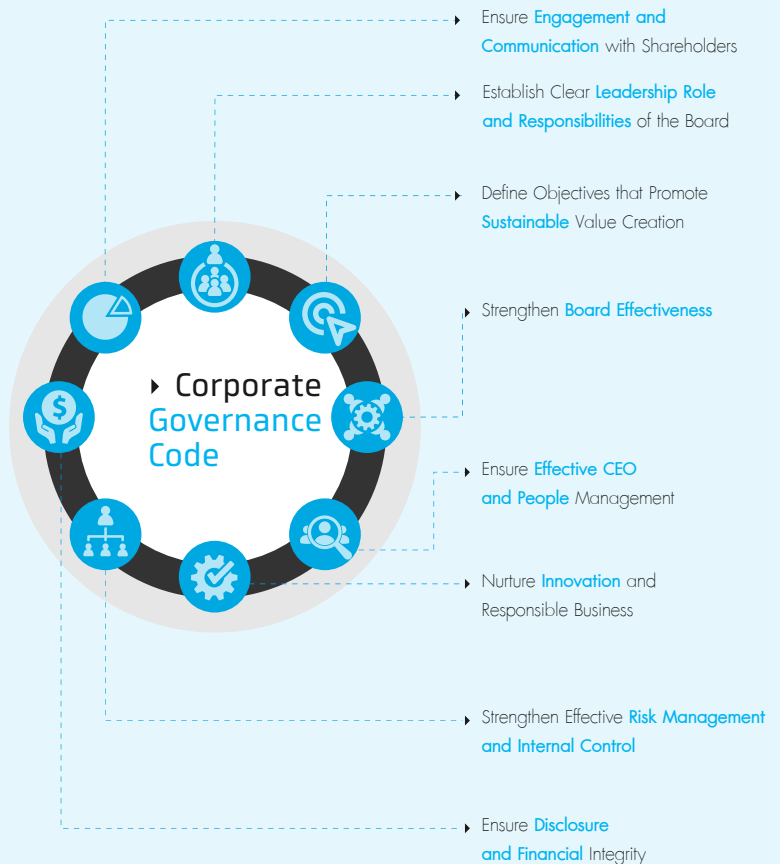 Ensure Engagement and
Communication with Shareholders
Establish Clear Leadership Role
and Responsibilities of the Board
Define Objectives that Promote
Sustainable Value Creation
Strengthen Board Effectiveness
Corporate
Governance
Code
Ensure Effective CEO
and People Management
Nurture Innovation and
Responsible Business
Strengthen Effective Risk Management
and Internal Control
Ensure Disclosure
and Financial Integrity
$